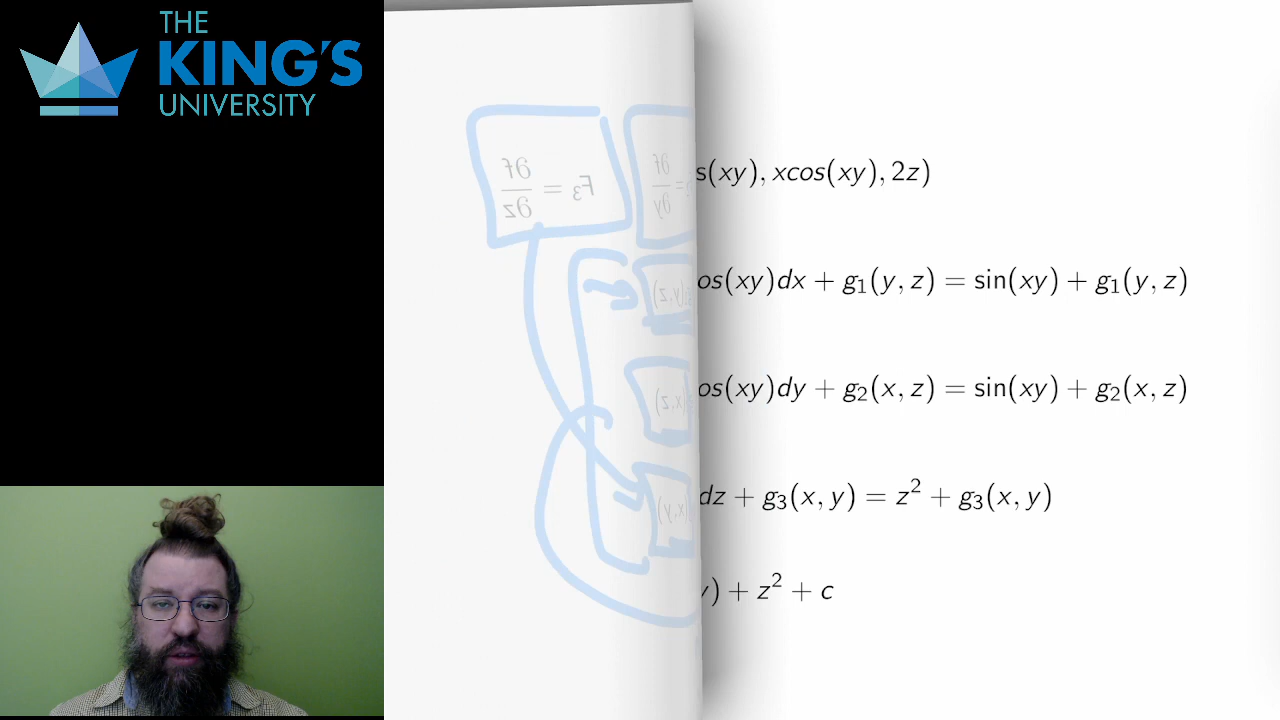 THE
KING'S
UNIVERSITY
∂f/∂z = F₃
∂f/∂y =
(y, z)
(x, z)
(x, y)
s(xy), xcos(xy), 2z)
os(xy)dx + g₁(y, z) = sin(xy) + g₁(y, z)
os(xy)dy + g₂(x, z) = sin(xy) + g₂(x, z)
dz + g₃(x, y) = z² + g₃(x, y)
) + z² + c